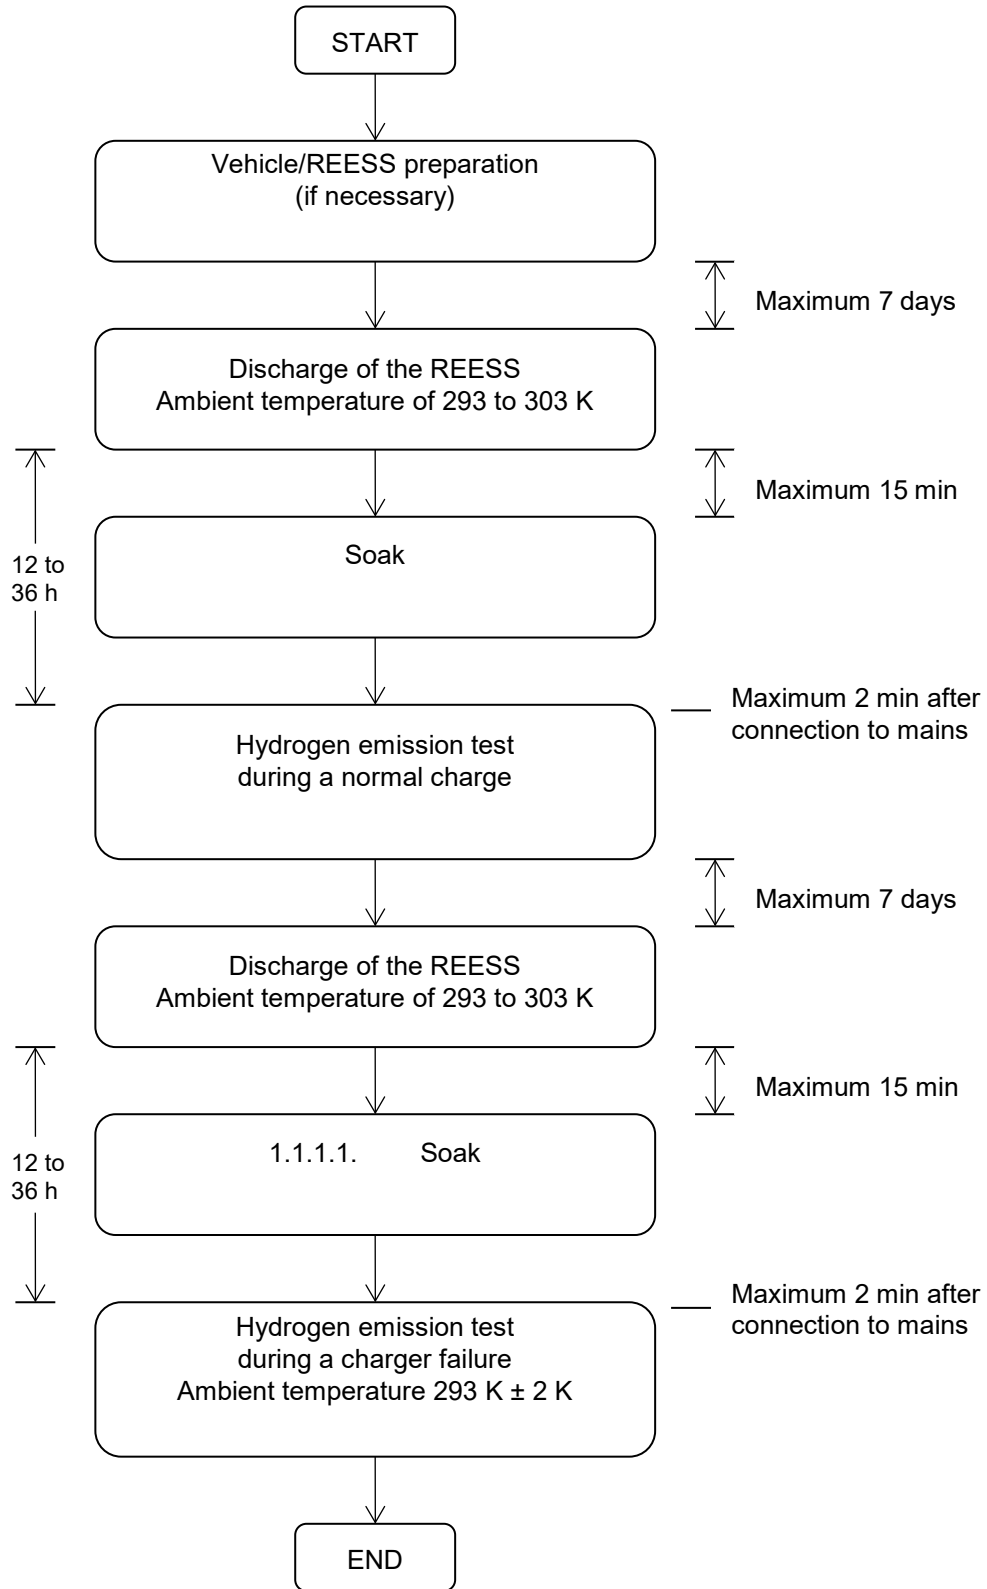 START
Vehicle/REESS preparation
(if necessary)
Maximum 7 days
Discharge of the REESS
Ambient temperature of 293 to 303 K
Maximum 15 min
12 to
36 h
Soak
Maximum 2 min after
connection to mains
Hydrogen emission test
during a normal charge
Maximum 7 days
Discharge of the REESS
Ambient temperature of 293 to 303 K
Maximum 15 min
12 to
36 h
1.1.1.1. Soak
Maximum 2 min after
connection to mains
Hydrogen emission test
during a charger failure
Ambient temperature 293 K ± 2 K
END